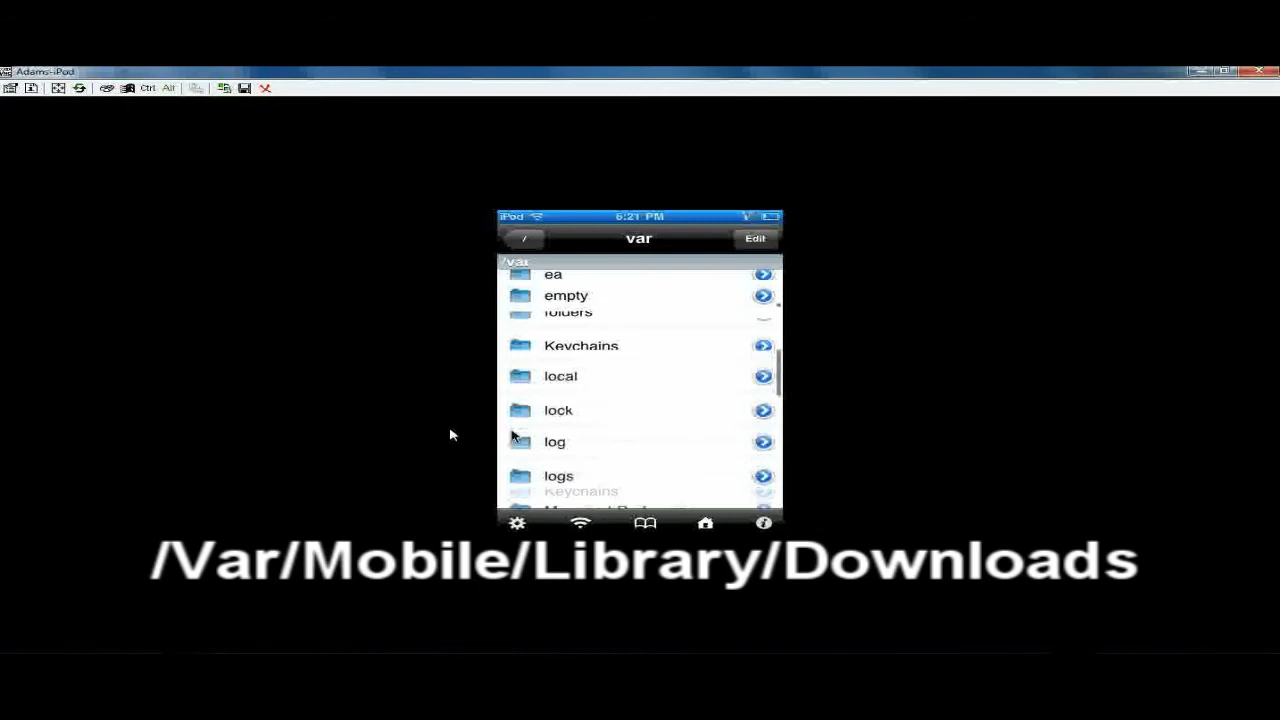 Adams-iPod
Ctrl Alt
iPod 6:21 PM
/ var Edit
/var
ea
empty
folders
Keychains
local
lock
log
logs
Keychains
/Var/Mobile/Library/Downloads